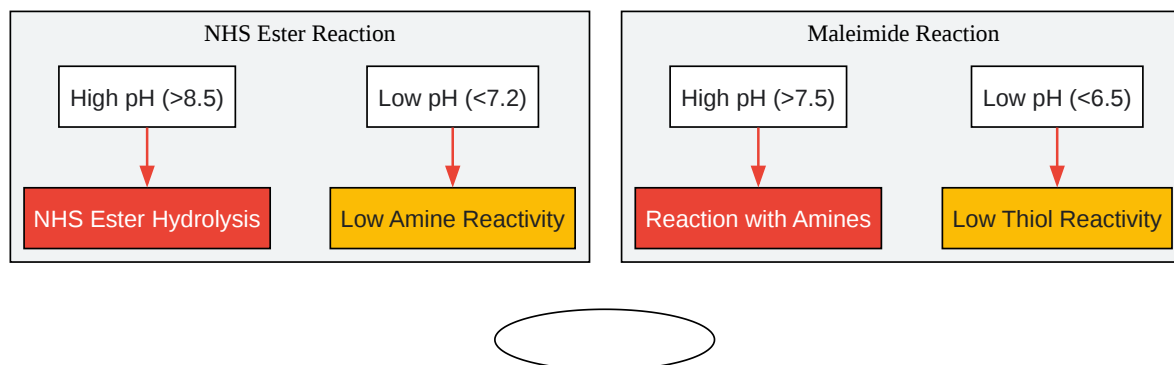 NHS Ester Reaction
High pH (>8.5)
Low pH (<7.2)
NHS Ester Hydrolysis
Low Amine Reactivity
Maleimide Reaction
High pH (>7.5)
Low pH (<6.5)
Reaction with Amines
Low Thiol Reactivity